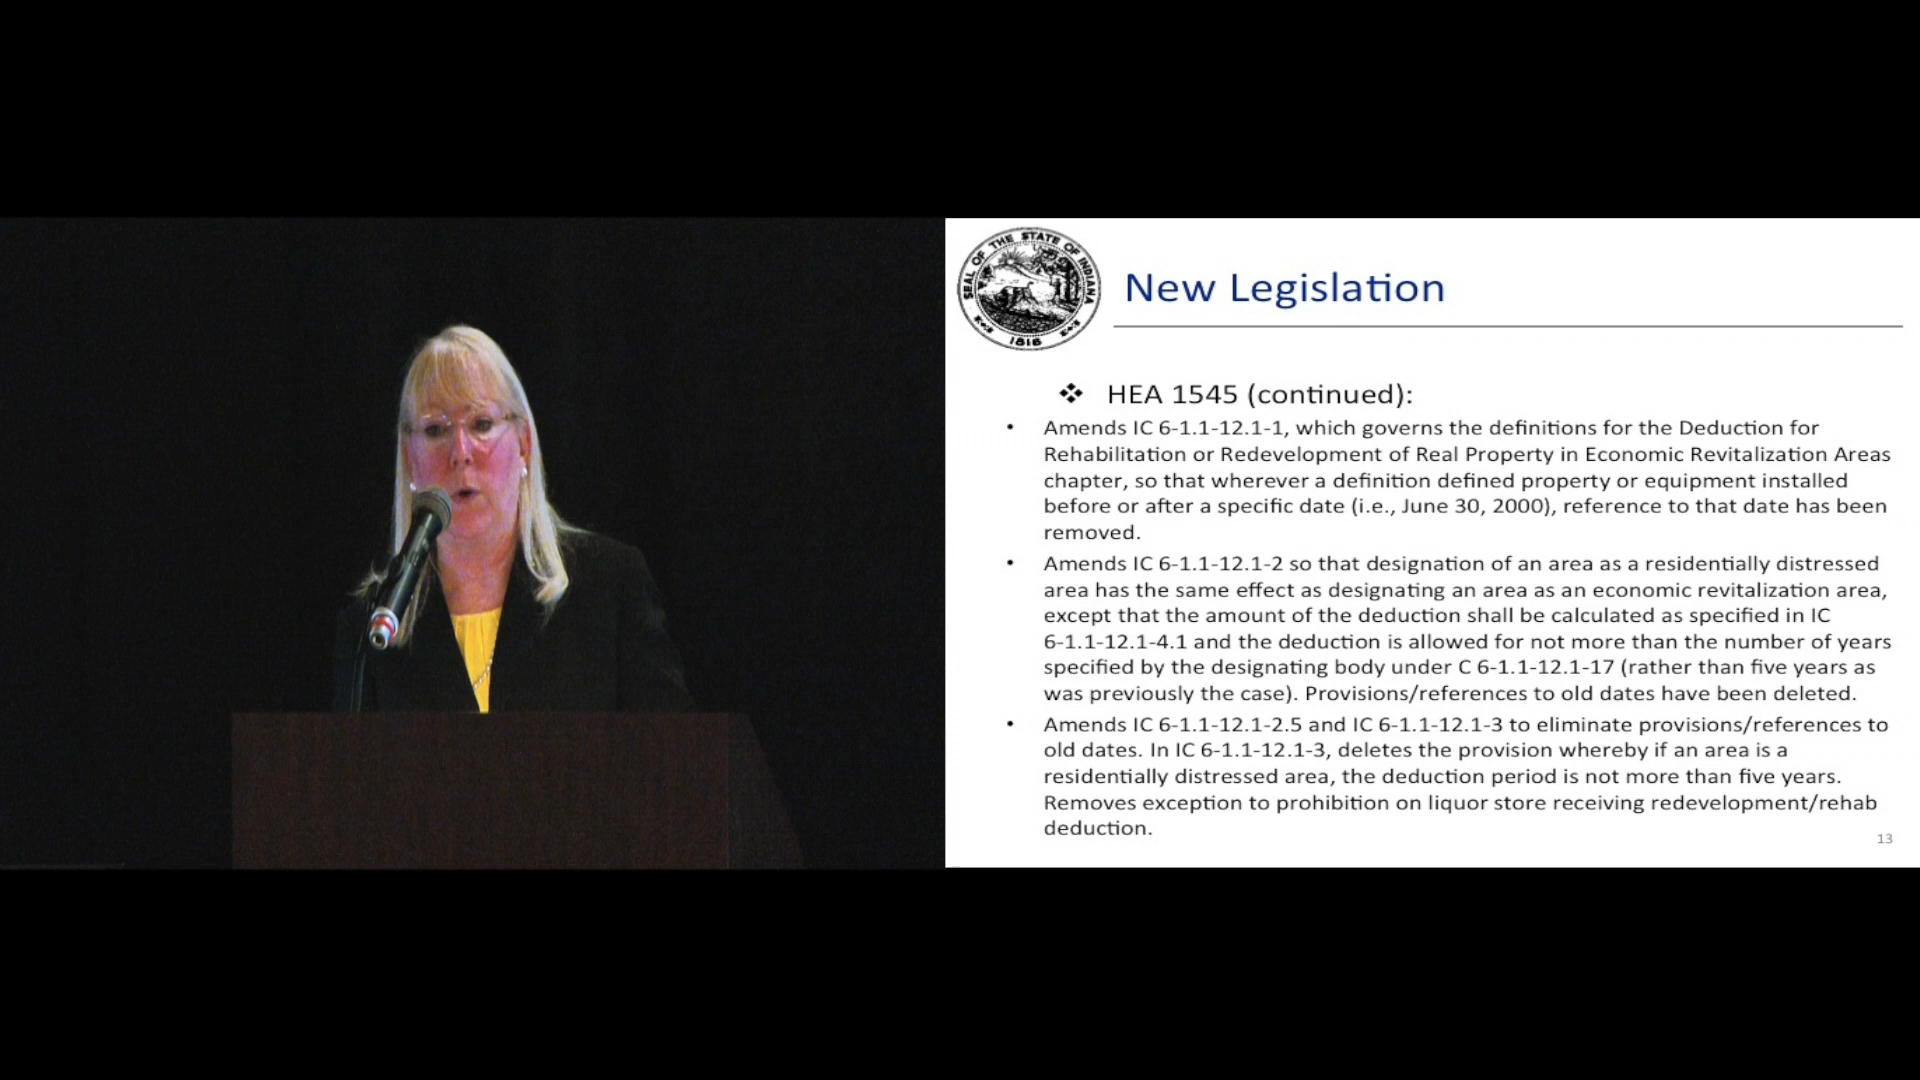 SEAL OF THE STATE OF INDIANA
1816
New Legislation
❖ HEA 1545 (continued):
• Amends IC 6-1.1-12.1-1, which governs the definitions for the Deduction for
Rehabilitation or Redevelopment of Real Property in Economic Revitalization Areas
chapter, so that wherever a definition defined property or equipment installed
before or after a specific date (i.e., June 30, 2000), reference to that date has been
removed.
• Amends IC 6-1.1-12.1-2 so that designation of an area as a residentially distressed
area has the same effect as designating an area as an economic revitalization area,
except that the amount of the deduction shall be calculated as specified in IC
6-1.1-12.1-4.1 and the deduction is allowed for not more than the number of years
specified by the designating body under C 6-1.1-12.1-17 (rather than five years as
was previously the case). Provisions/references to old dates have been deleted.
• Amends IC 6-1.1-12.1-2.5 and IC 6-1.1-12.1-3 to eliminate provisions/references to
old dates. In IC 6-1.1-12.1-3, deletes the provision whereby if an area is a
residentially distressed area, the deduction period is not more than five years.
Removes exception to prohibition on liquor store receiving redevelopment/rehab
deduction.
13